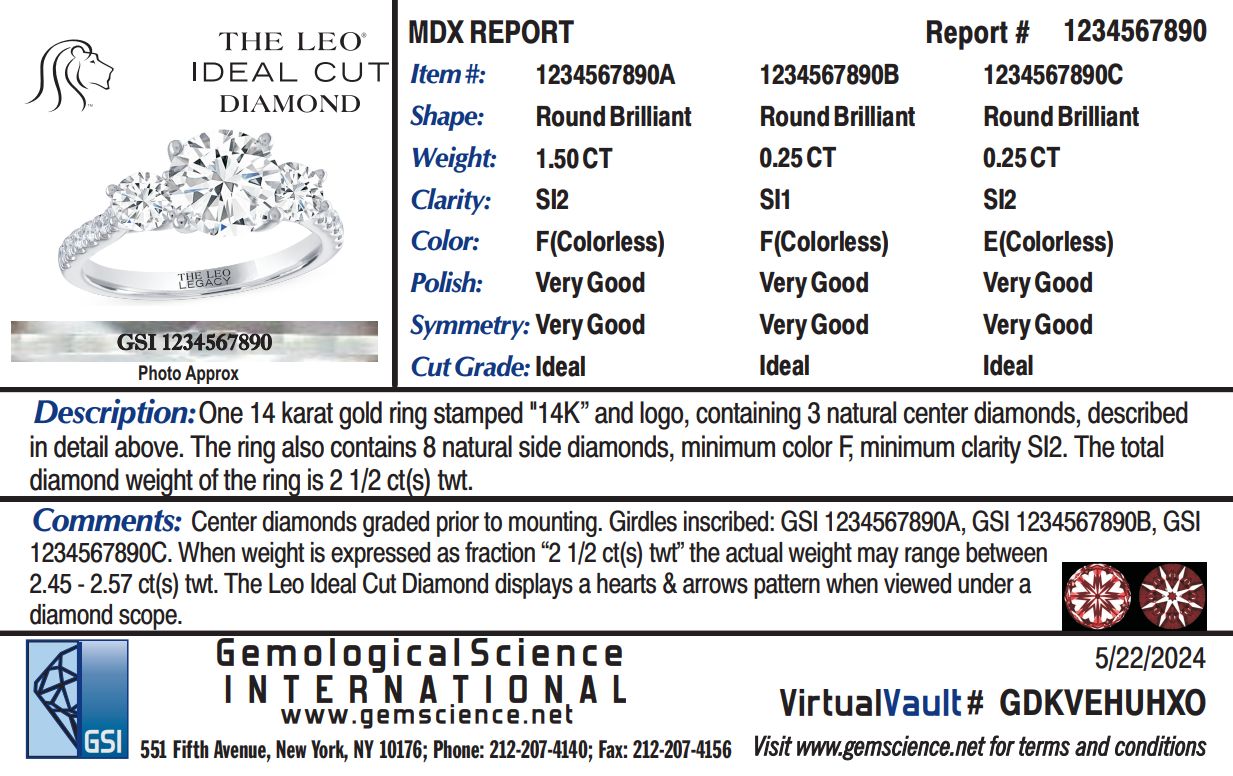 THE LEO®
IDEAL CUT
DIAMOND
™
THE LEO
LEGACY
GSI 1234567890
Photo Approx
MDX REPORT Report # 1234567890
Item #: 1234567890A 1234567890B 1234567890C
Shape: Round Brilliant Round Brilliant Round Brilliant
Weight: 1.50 CT 0.25 CT 0.25 CT
Clarity: SI2 SI1 SI2
Color: F(Colorless) F(Colorless) E(Colorless)
Polish: Very Good Very Good Very Good
Symmetry: Very Good Very Good Very Good
Cut Grade: Ideal Ideal Ideal
Description: One 14 karat gold ring stamped "14K” and logo, containing 3 natural center diamonds, described
in detail above. The ring also contains 8 natural side diamonds, minimum color F, minimum clarity SI2. The total
diamond weight of the ring is 2 1/2 ct(s) twt.
Comments: Center diamonds graded prior to mounting. Girdles inscribed: GSI 1234567890A, GSI 1234567890B, GSI
1234567890C. When weight is expressed as fraction “2 1/2 ct(s) twt” the actual weight may range between
2.45 - 2.57 ct(s) twt. The Leo Ideal Cut Diamond displays a hearts & arrows pattern when viewed under a
diamond scope.
GSI
Gemological Science
INTERNATIONAL
www.gemscience.net
551 Fifth Avenue, New York, NY 10176; Phone: 212-207-4140; Fax: 212-207-4156
5/22/2024
VirtualVault # GDKVEHUHXO
Visit www.gemscience.net for terms and conditions